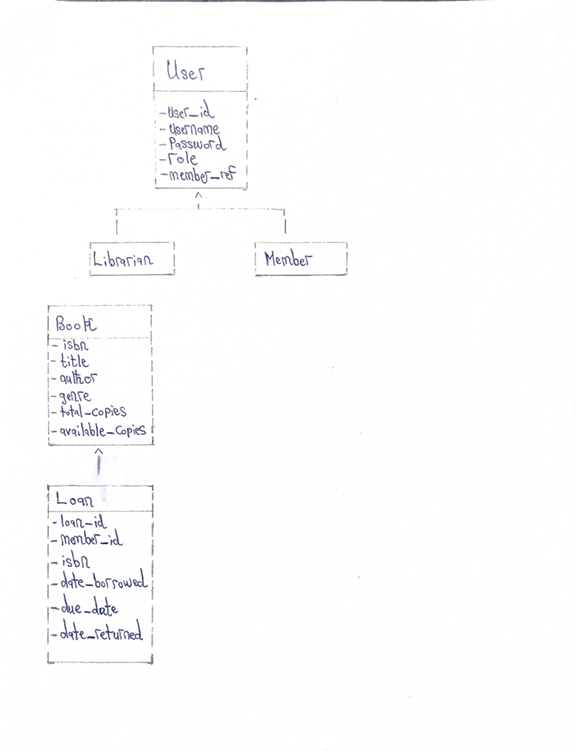 User
-User_id
-Username
-Password
-role
-member_ref
Librarian
Member
Book
- isbn
- title
- author
- genre
- total_copies
- available_copies
Loan
- loan_id
- member_id
- isbn
- date_borrowed
- due_date
- date_returned